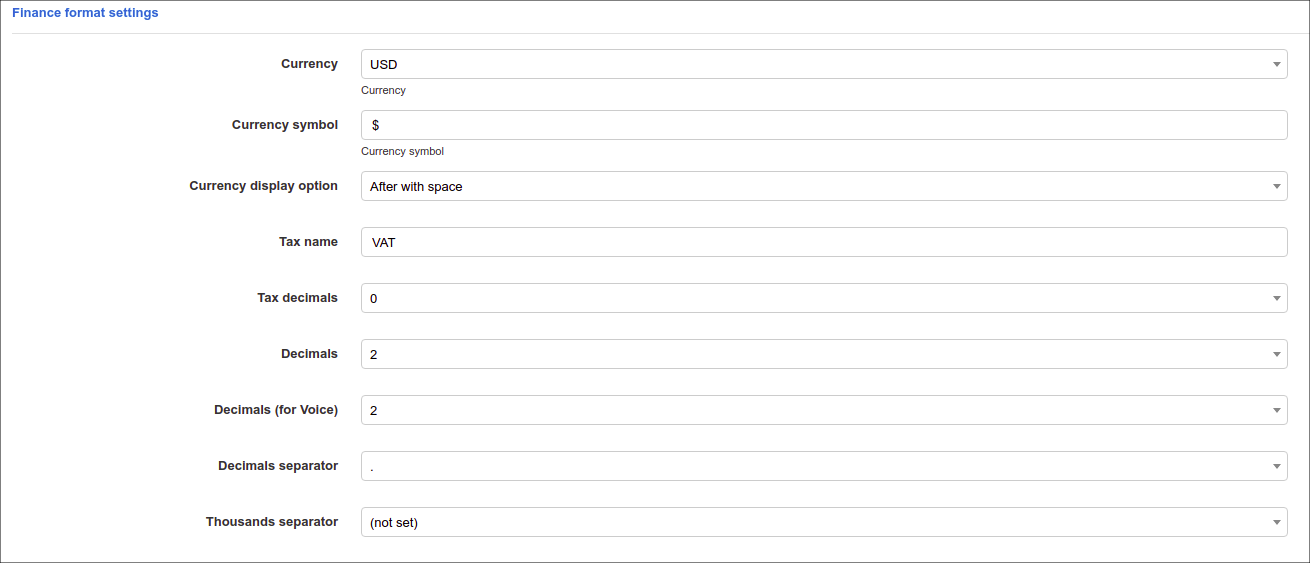 Finance format settings
Currency USD
Currency
Currency symbol $
Currency symbol
Currency display option After with space
Tax name VAT
Tax decimals 0
Decimals 2
Decimals (for Voice) 2
Decimals separator .
Thousands separator (not set)